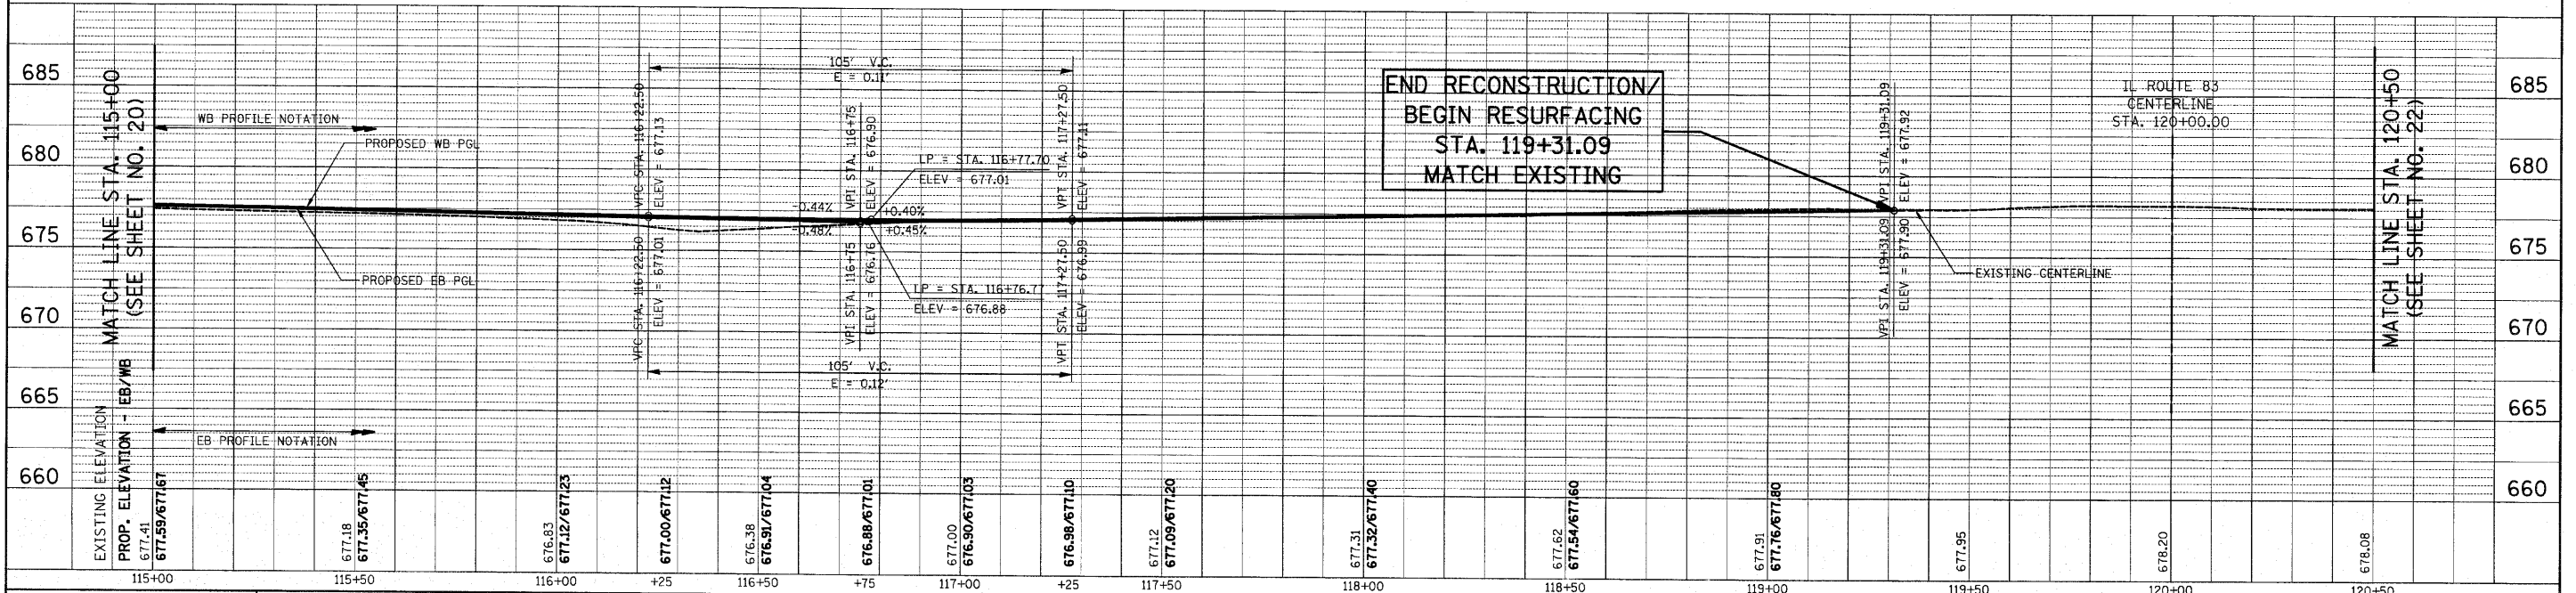 685
680
675
670
665
660
MATCH LINE STA. 115+00
(SEE SHEET NO. 20)
EXISTING ELEVATION
PROP. ELEVATION - EB/WB
WB PROFILE NOTATION
PROPOSED WB PGL
PROPOSED EB PGL
EB PROFILE NOTATION
105' V.C.
E = 0.11'
VPC STA. 116+22.50
ELEV = 677.13
VPI STA. 116+75
ELEV = 676.90
LP = STA. 116+77.70
ELEV = 677.01
VPT STA. 117+27.50
ELEV = 677.11
-0.44%
+0.40%
-0.48%
+0.45%
VPC STA. 116+22.50
ELEV = 677.01
VPI STA. 116+75
ELEV = 676.76
LP = STA. 116+76.77
ELEV = 676.88
VPT STA. 117+27.50
ELEV = 676.99
105' V.C.
E = 0.12'
END RECONSTRUCTION/
BEGIN RESURFACING
STA. 119+31.09
MATCH EXISTING
VPI STA. 119+31.09
ELEV = 677.92
VPI STA. 119+31.09
ELEV = 677.90
EXISTING CENTERLINE
IL ROUTE 83
CENTERLINE
STA. 120+00.00
MATCH LINE STA. 120+50
(SEE SHEET NO. 22)
685
680
675
670
665
660
677.41
677.59/677.67
677.18
677.35/677.45
676.83
677.12/677.23
677.00/677.12
676.38
676.91/677.04
676.88/677.01
677.00
676.90/677.03
676.98/677.10
677.12
677.09/677.20
677.31
677.32/677.40
677.62
677.54/677.60
677.91
677.76/677.80
677.95
678.20
678.08
115+00
115+50
116+00
+25
116+50
+75
117+00
+25
117+50
118+00
118+50
119+00
119+50
120+00
120+50